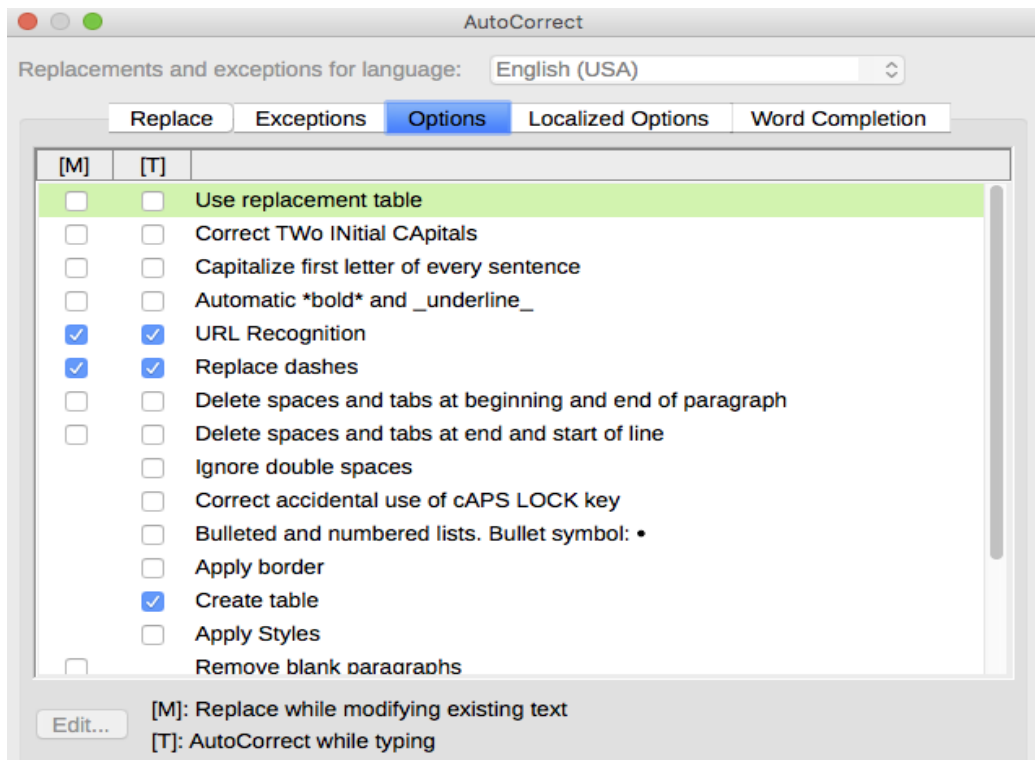 AutoCorrect
Replacements and exceptions for language: English (USA)
Replace Exceptions Options Localized Options Word Completion
[M] [T]
Use replacement table
Correct TWo INitial CApitals
Capitalize first letter of every sentence
Automatic *bold* and _underline_
URL Recognition
Replace dashes
Delete spaces and tabs at beginning and end of paragraph
Delete spaces and tabs at end and start of line
Ignore double spaces
Correct accidental use of cAPS LOCK key
Bulleted and numbered lists. Bullet symbol: •
Apply border
Create table
Apply Styles
Remove blank paragraphs
Edit... [M]: Replace while modifying existing text
[T]: AutoCorrect while typing